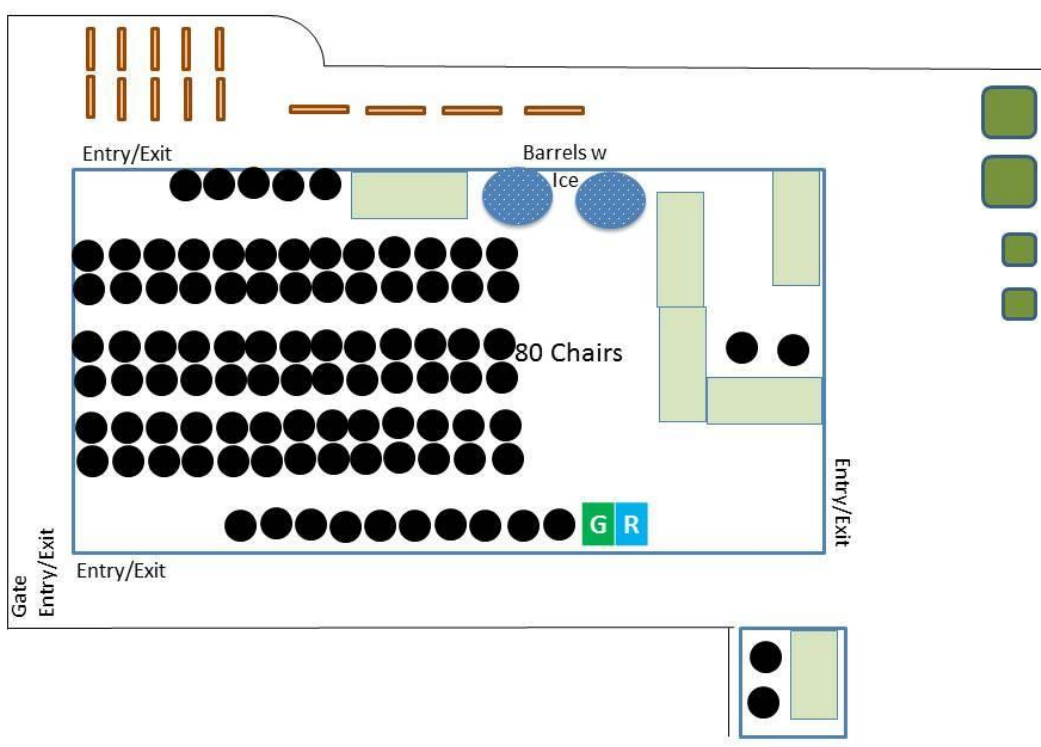 Entry/Exit
Barrels w
Ice
80 Chairs
G
R
Entry/Exit
Entry/Exit
Gate
Entry/Exit